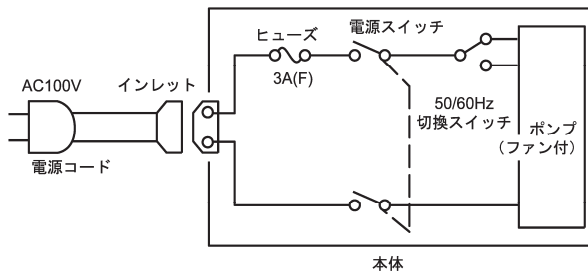 ヒューズ
電源スイッチ
AC100V
インレット
3A(F)
50/60Hz
切換スイッチ
ポンプ
(ファン付)
電源コード
本体